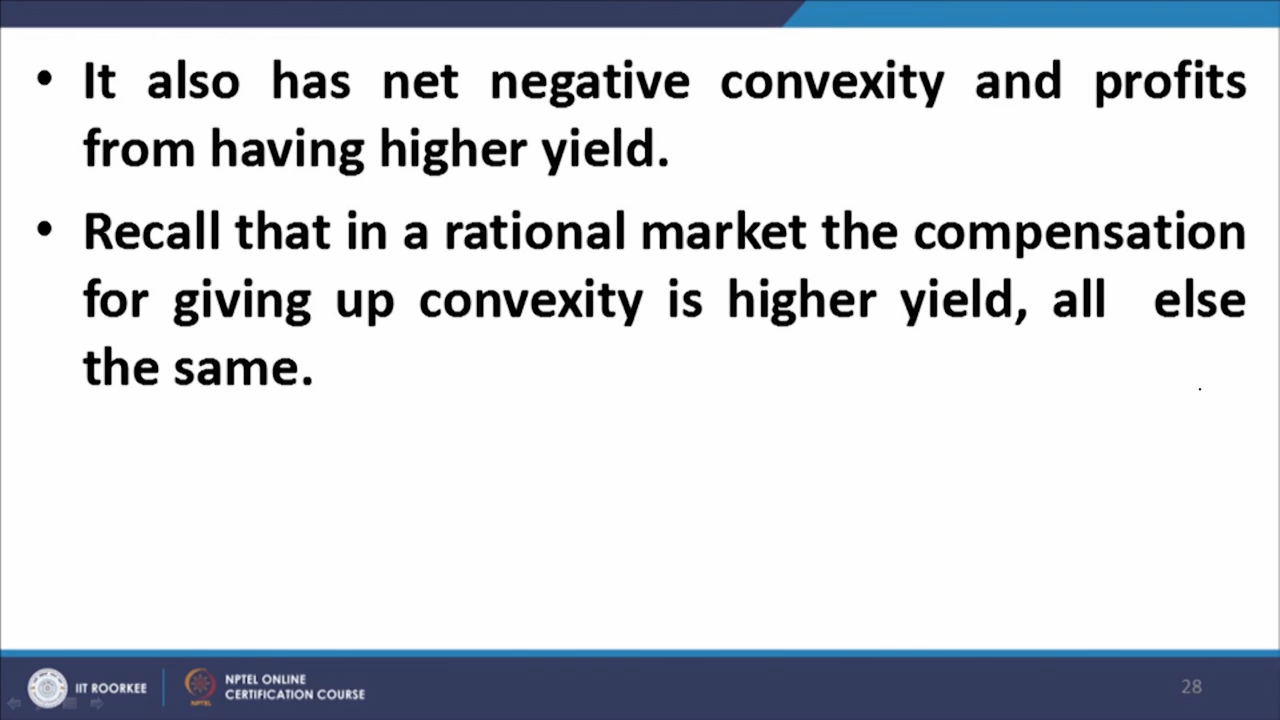 • It also has net negative convexity and profits
from having higher yield.
• Recall that in a rational market the compensation
for giving up convexity is higher yield, all else
the same.
IIT ROORKEE
NPTEL
NPTEL ONLINE
CERTIFICATION COURSE
28